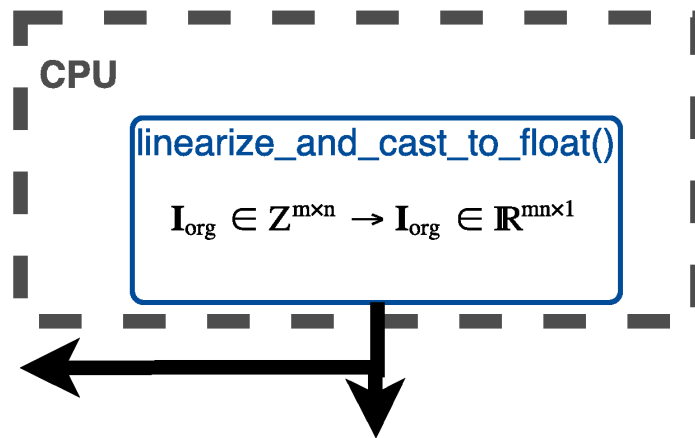 CPU
linearize_and_cast_to_float()
I_org ∈ Z^m×n → I_org ∈ ℝ^mn×1